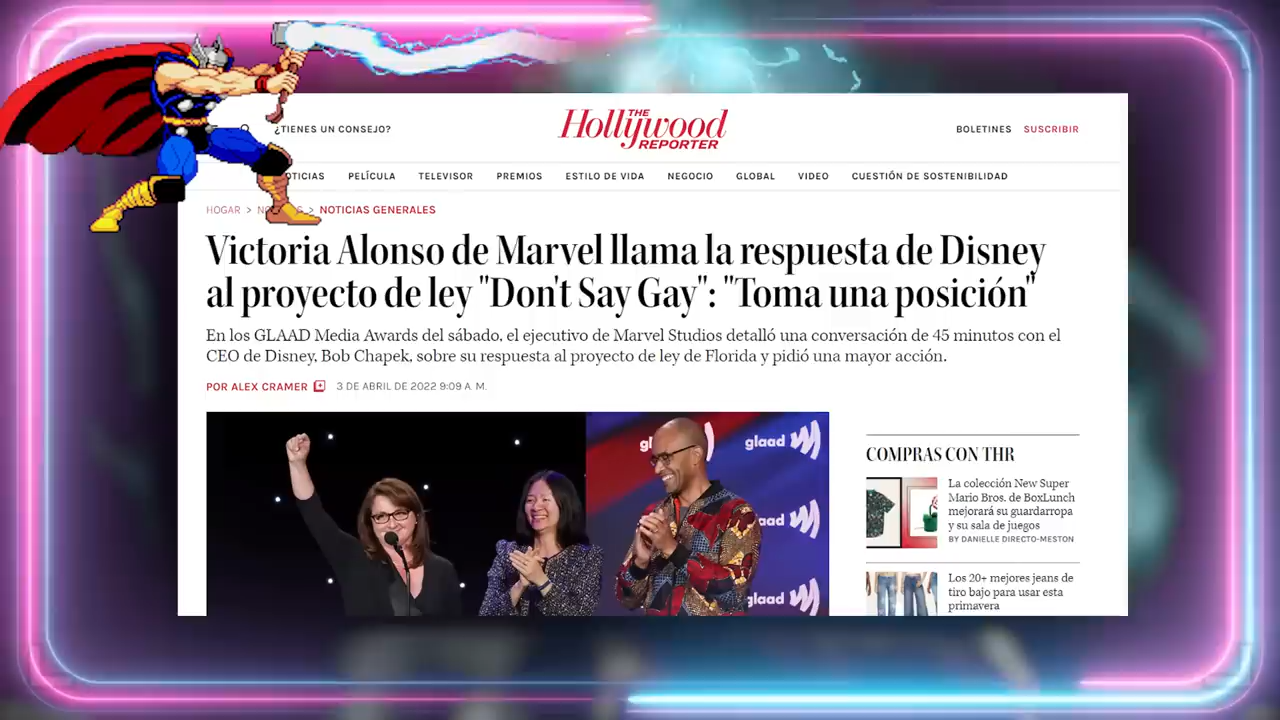 ¿TIENES UN CONSEJO?
THE
Hollywood
REPORTER
BOLETINES SUSCRIBIR
PELÍCULA TELEVISOR PREMIOS ESTILO DE VIDA NEGOCIO GLOBAL VIDEO CUESTIÓN DE SOSTENIBILIDAD
HOGAR > > NOTICIAS GENERALES
Victoria Alonso de Marvel llama la respuesta de Disney
al proyecto de ley "Don't Say Gay": "Toma una posición"
En los GLAAD Media Awards del sábado, el ejecutivo de Marvel Studios detalló una conversación de 45 minutos con el
CEO de Disney, Bob Chapek, sobre su respuesta al proyecto de ley de Florida y pidió una mayor acción.
POR ALEX CRAMER 3 DE ABRIL DE 2022 9:09 A. M.
glaad
glaad
COMPRAS CON THR
La colección New Super
Mario Bros. de BoxLunch
mejorará su guardarropa
y su sala de juegos
BY DANIELLE DIRECTO-MESTON
Los 20+ mejores jeans de
tiro bajo para usar esta
primavera